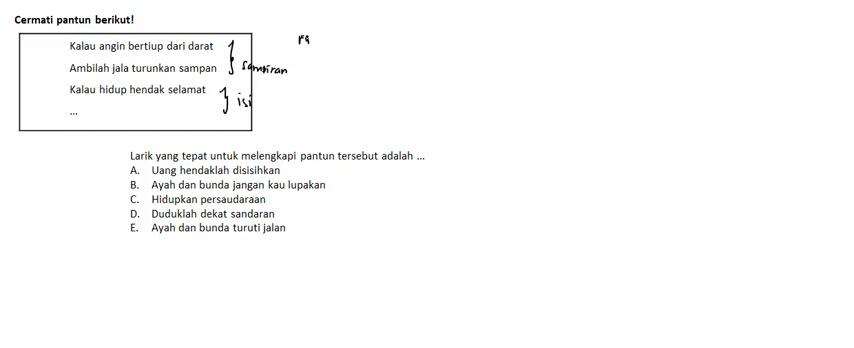 Cermati pantun berikut!
Kalau angin bertiup dari darat
Ambilah jala turunkan sampan
sampiran
Kalau hidup hendak selamat
isi
...
Larik yang tepat untuk melengkapi pantun tersebut adalah ...
A. Uang hendaklah disisihkan
B. Ayah dan bunda jangan kau lupakan
C. Hidupkan persaudaraan
D. Duduklah dekat sandaran
E. Ayah dan bunda turuti jalan